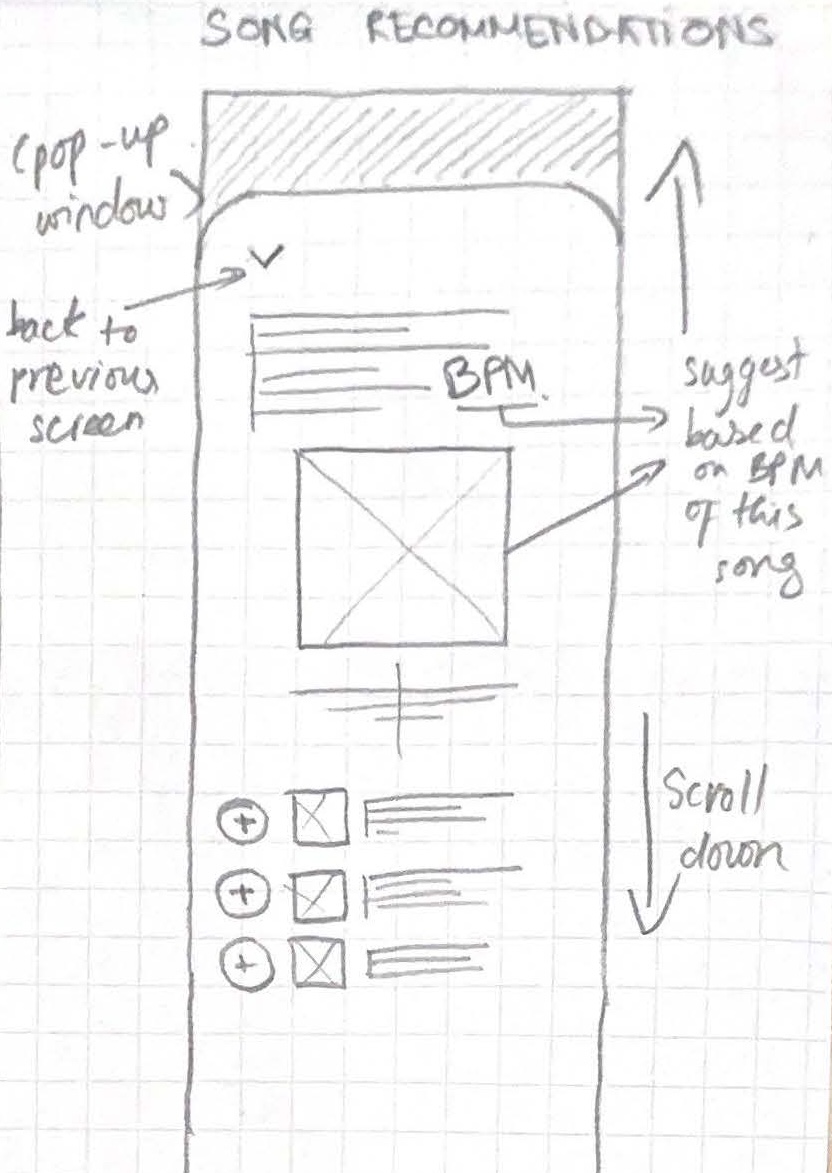 SONG RECOMMENDATIONS
(pop-up
window
back to
previous
screen
BPM.
suggest
based
on BPM
of this
song
Scroll
down